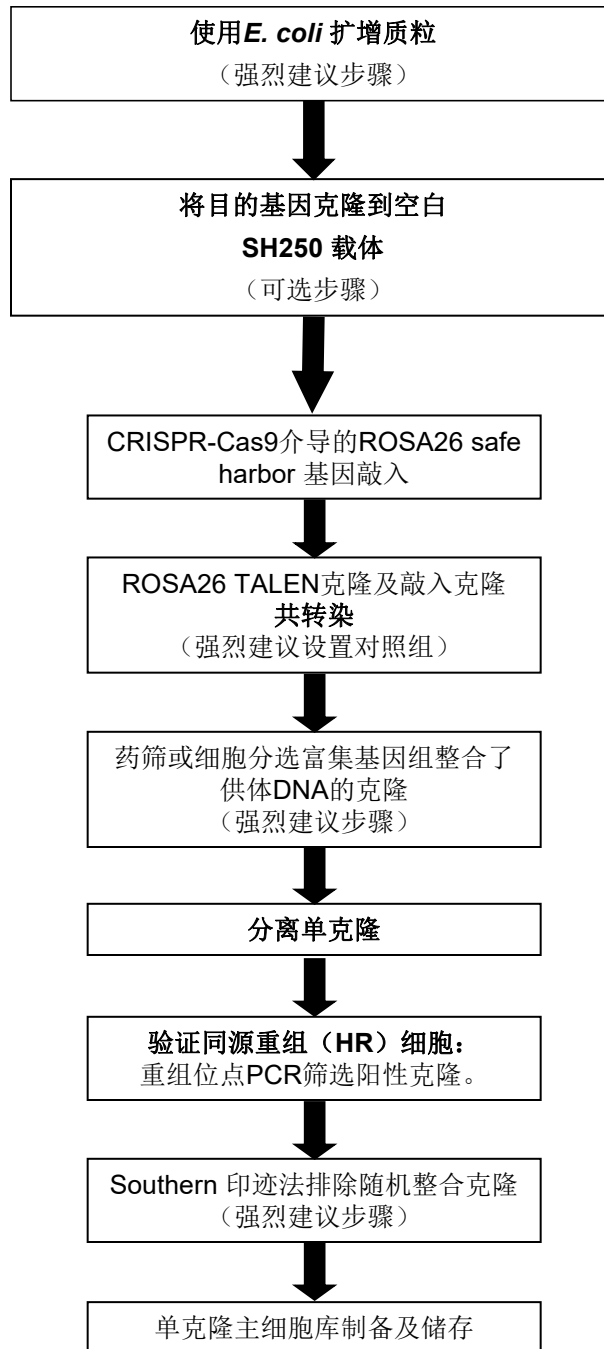 使用E. coli 扩增质粒
（强烈建议步骤）
将目的基因克隆到空白
SH250 载体
（可选步骤）
CRISPR-Cas9介导的ROSA26 safe
harbor 基因敲入
ROSA26 TALEN克隆及敲入克隆
共转染
（强烈建议设置对照组）
药筛或细胞分选富集基因组整合了
供体DNA的克隆
（强烈建议步骤）
分离单克隆
验证同源重组（HR）细胞：
重组位点PCR筛选阳性克隆。
Southern 印迹法排除随机整合克隆
（强烈建议步骤）
单克隆主细胞库制备及储存